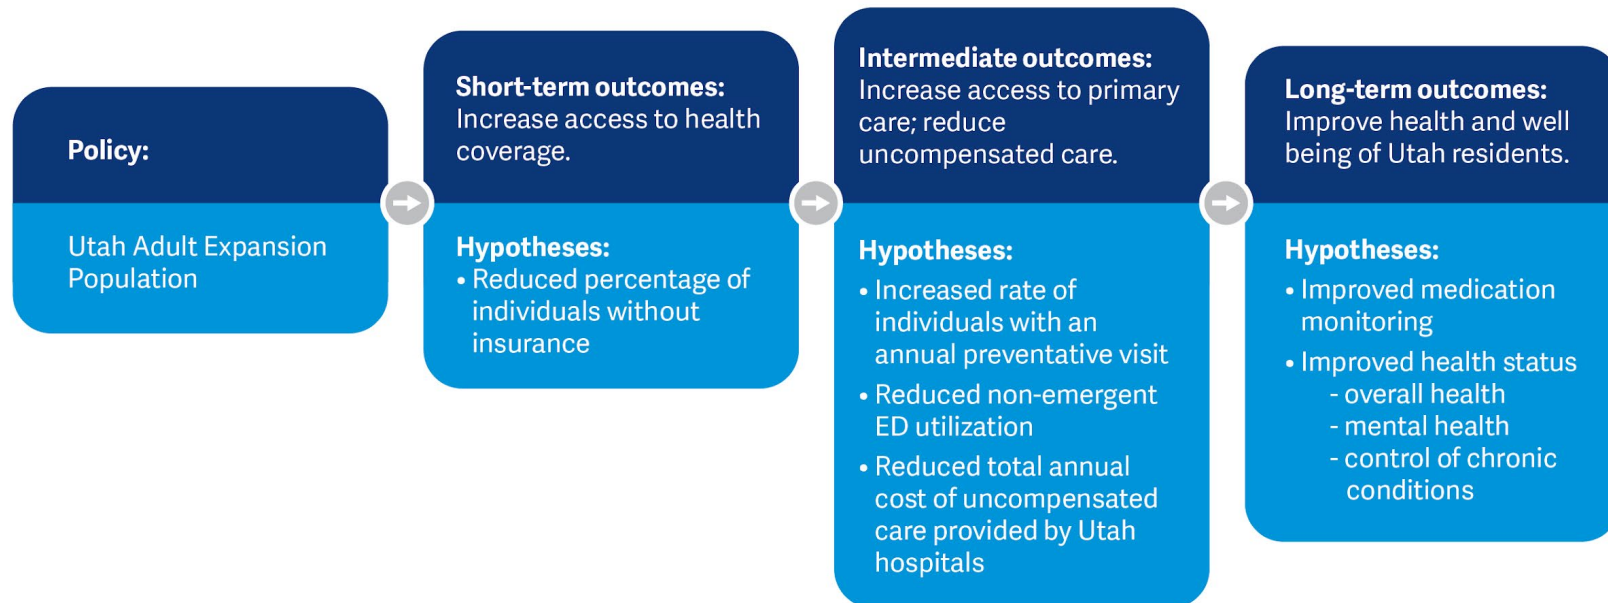 Policy:
Utah Adult Expansion
Population
Short-term outcomes:
Increase access to health
coverage.
Hypotheses:
• Reduced percentage of
individuals without
insurance
Intermediate outcomes:
Increase access to primary
care; reduce
uncompensated care.
Hypotheses:
• Increased rate of
individuals with an
annual preventative visit
• Reduced non-emergent
ED utilization
• Reduced total annual
cost of uncompensated
care provided by Utah
hospitals
Long-term outcomes:
Improve health and well
being of Utah residents.
Hypotheses:
• Improved medication
monitoring
• Improved health status
- overall health
- mental health
- control of chronic
conditions